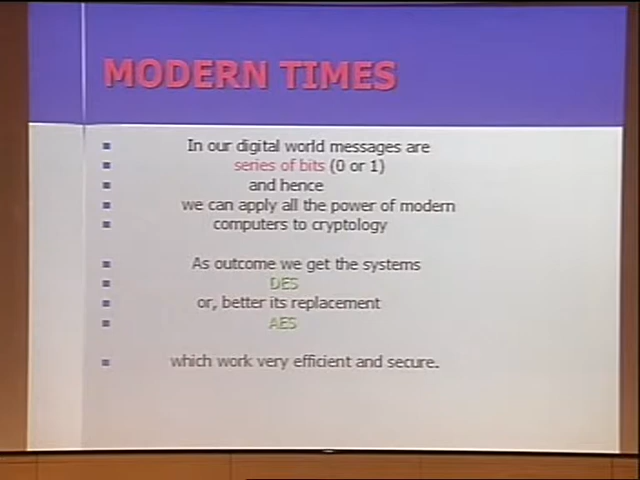 MODERN TIMES
In our digital world messages are
series of bits (0 or 1)
and hence
we can apply all the power of modern
computers to cryptology
As outcome we get the systems
DES
or, better its replacement
AES
which work very efficient and secure.